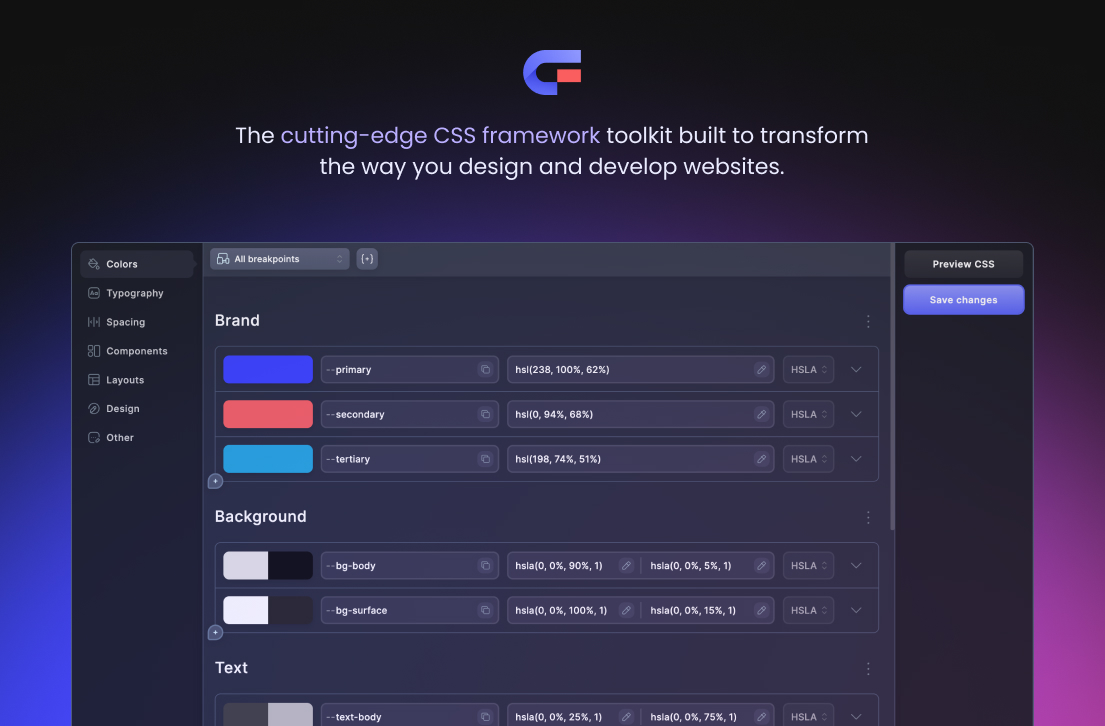 The cutting-edge CSS framework toolkit built to transform
the way you design and develop websites.
Colors
Typography
Spacing
Components
Layouts
Design
Other
All breakpoints
{+}
Preview CSS
Save changes
Brand
--primary hsl(238, 100%, 62%) HSLA
--secondary hsl(0, 94%, 68%) HSLA
--tertiary hsl(198, 74%, 51%) HSLA
Background
--bg-body hsla(0, 0%, 90%, 1) hsla(0, 0%, 5%, 1) HSLA
--bg-surface hsla(0, 0%, 100%, 1) hsla(0, 0%, 15%, 1) HSLA
Text
--text-body hsla(0, 0%, 25%, 1) hsla(0, 0%, 75%, 1) HSLA